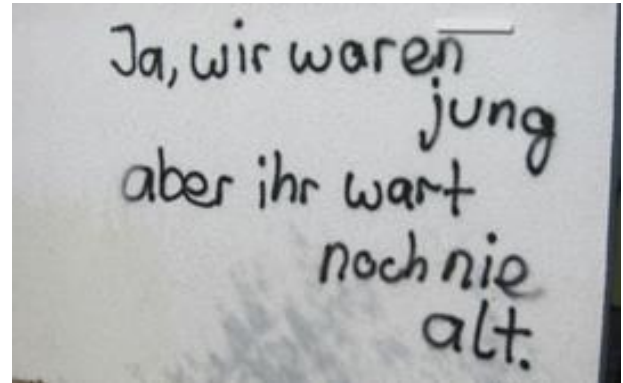 Ja, wir waren
jung
aber ihr wart
noch nie
alt.